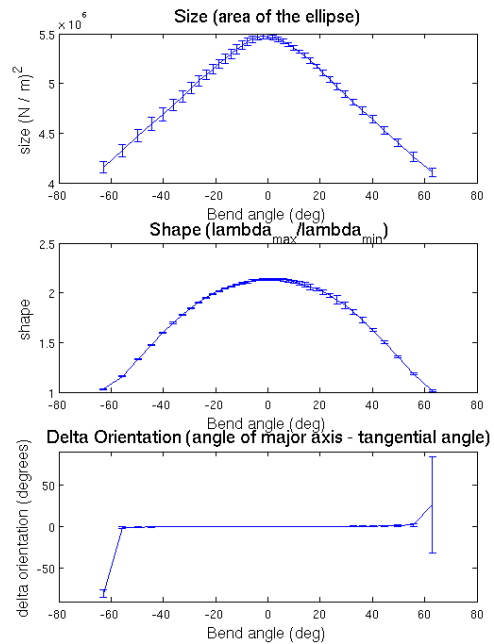 Size (area of the ellipse)
× 10^6
5.5
5
4.5
4
size (N / m)^2
-80 -60 -40 -20 0 20 40 60 80
Bend angle (deg)
Shape (lambda_max/lambda_min)
2.5
2
1.5
1
shape
-80 -60 -40 -20 0 20 40 60 80
Bend angle (deg)
Delta Orientation (angle of major axis - tangential angle)
50
0
-50
delta orientation (degrees)
-80 -60 -40 -20 0 20 40 60 80
Bend angle (deg)